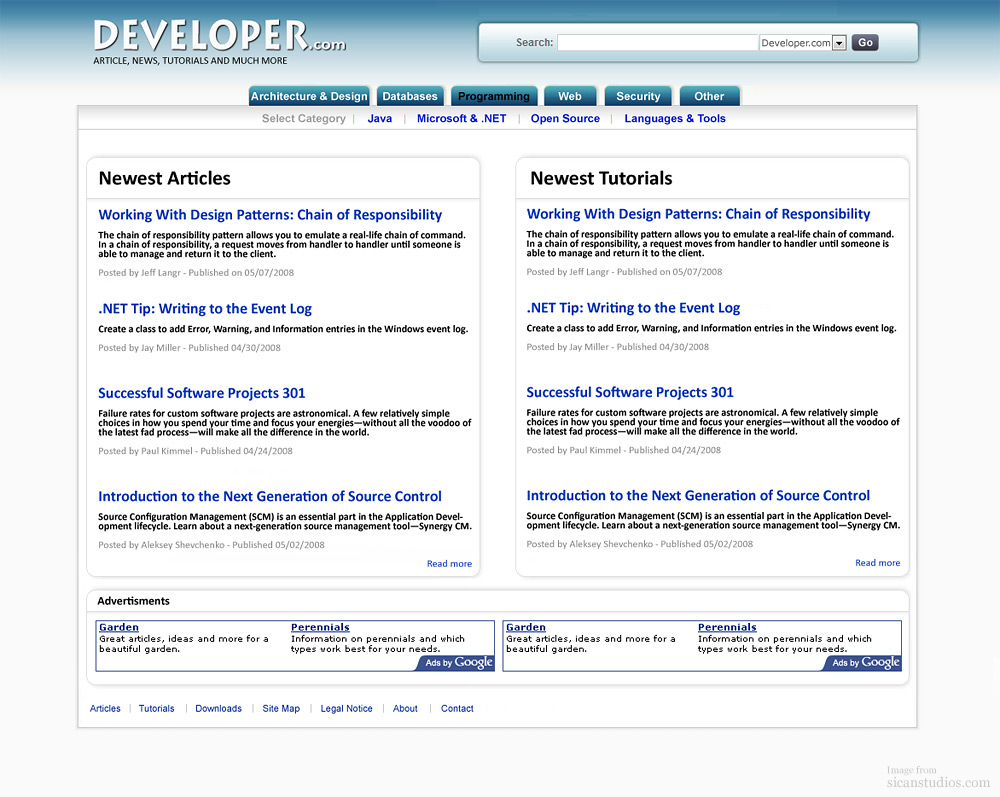 DEVELOPER.com
ARTICLE, NEWS, TUTORIALS AND MUCH MORE
Search: Developer.com Go
Architecture & Design Databases Programming Web Security Other
Select Category | Java | Microsoft & .NET | Open Source | Languages & Tools
Newest Articles
Working With Design Patterns: Chain of Responsibility
The chain of responsibility pattern allows you to emulate a real-life chain of command.
In a chain of responsibility, a request moves from handler to handler until someone is
able to manage and return it to the client.
Posted by Jeff Langr - Published on 05/07/2008
.NET Tip: Writing to the Event Log
Create a class to add Error, Warning, and Information entries in the Windows event log.
Posted by Jay Miller - Published 04/30/2008
Successful Software Projects 301
Failure rates for custom software projects are astronomical. A few relatively simple
choices in how you spend your time and focus your energies—without all the voodoo of
the latest fad process—will make all the difference in the world.
Posted by Paul Kimmel - Published 04/24/2008
Introduction to the Next Generation of Source Control
Source Configuration Management (SCM) is an essential part in the Application Devel-
opment lifecycle. Learn about a next-generation source management tool—Synergy CM.
Posted by Aleksey Shevchenko - Published 05/02/2008
Read more
Newest Tutorials
Working With Design Patterns: Chain of Responsibility
The chain of responsibility pattern allows you to emulate a real-life chain of command.
In a chain of responsibility, a request moves from handler to handler until someone is
able to manage and return it to the client.
Posted by Jeff Langr - Published on 05/07/2008
.NET Tip: Writing to the Event Log
Create a class to add Error, Warning, and Information entries in the Windows event log.
Posted by Jay Miller - Published 04/30/2008
Successful Software Projects 301
Failure rates for custom software projects are astronomical. A few relatively simple
choices in how you spend your time and focus your energies—without all the voodoo of
the latest fad process—will make all the difference in the world.
Posted by Paul Kimmel - Published 04/24/2008
Introduction to the Next Generation of Source Control
Source Configuration Management (SCM) is an essential part in the Application Devel-
opment lifecycle. Learn about a next-generation source management tool—Synergy CM.
Posted by Aleksey Shevchenko - Published 05/02/2008
Read more
Advertisments
Garden
Great articles, ideas and more for a
beautiful garden.
Perennials
Information on perennials and which
types work best for your needs.
Ads by Google
Garden
Great articles, ideas and more for a
beautiful garden.
Perennials
Information on perennials and which
types work best for your needs.
Ads by Google
Articles | Tutorials | Downloads | Site Map | Legal Notice | About | Contact
Image from
sicanstudios.com